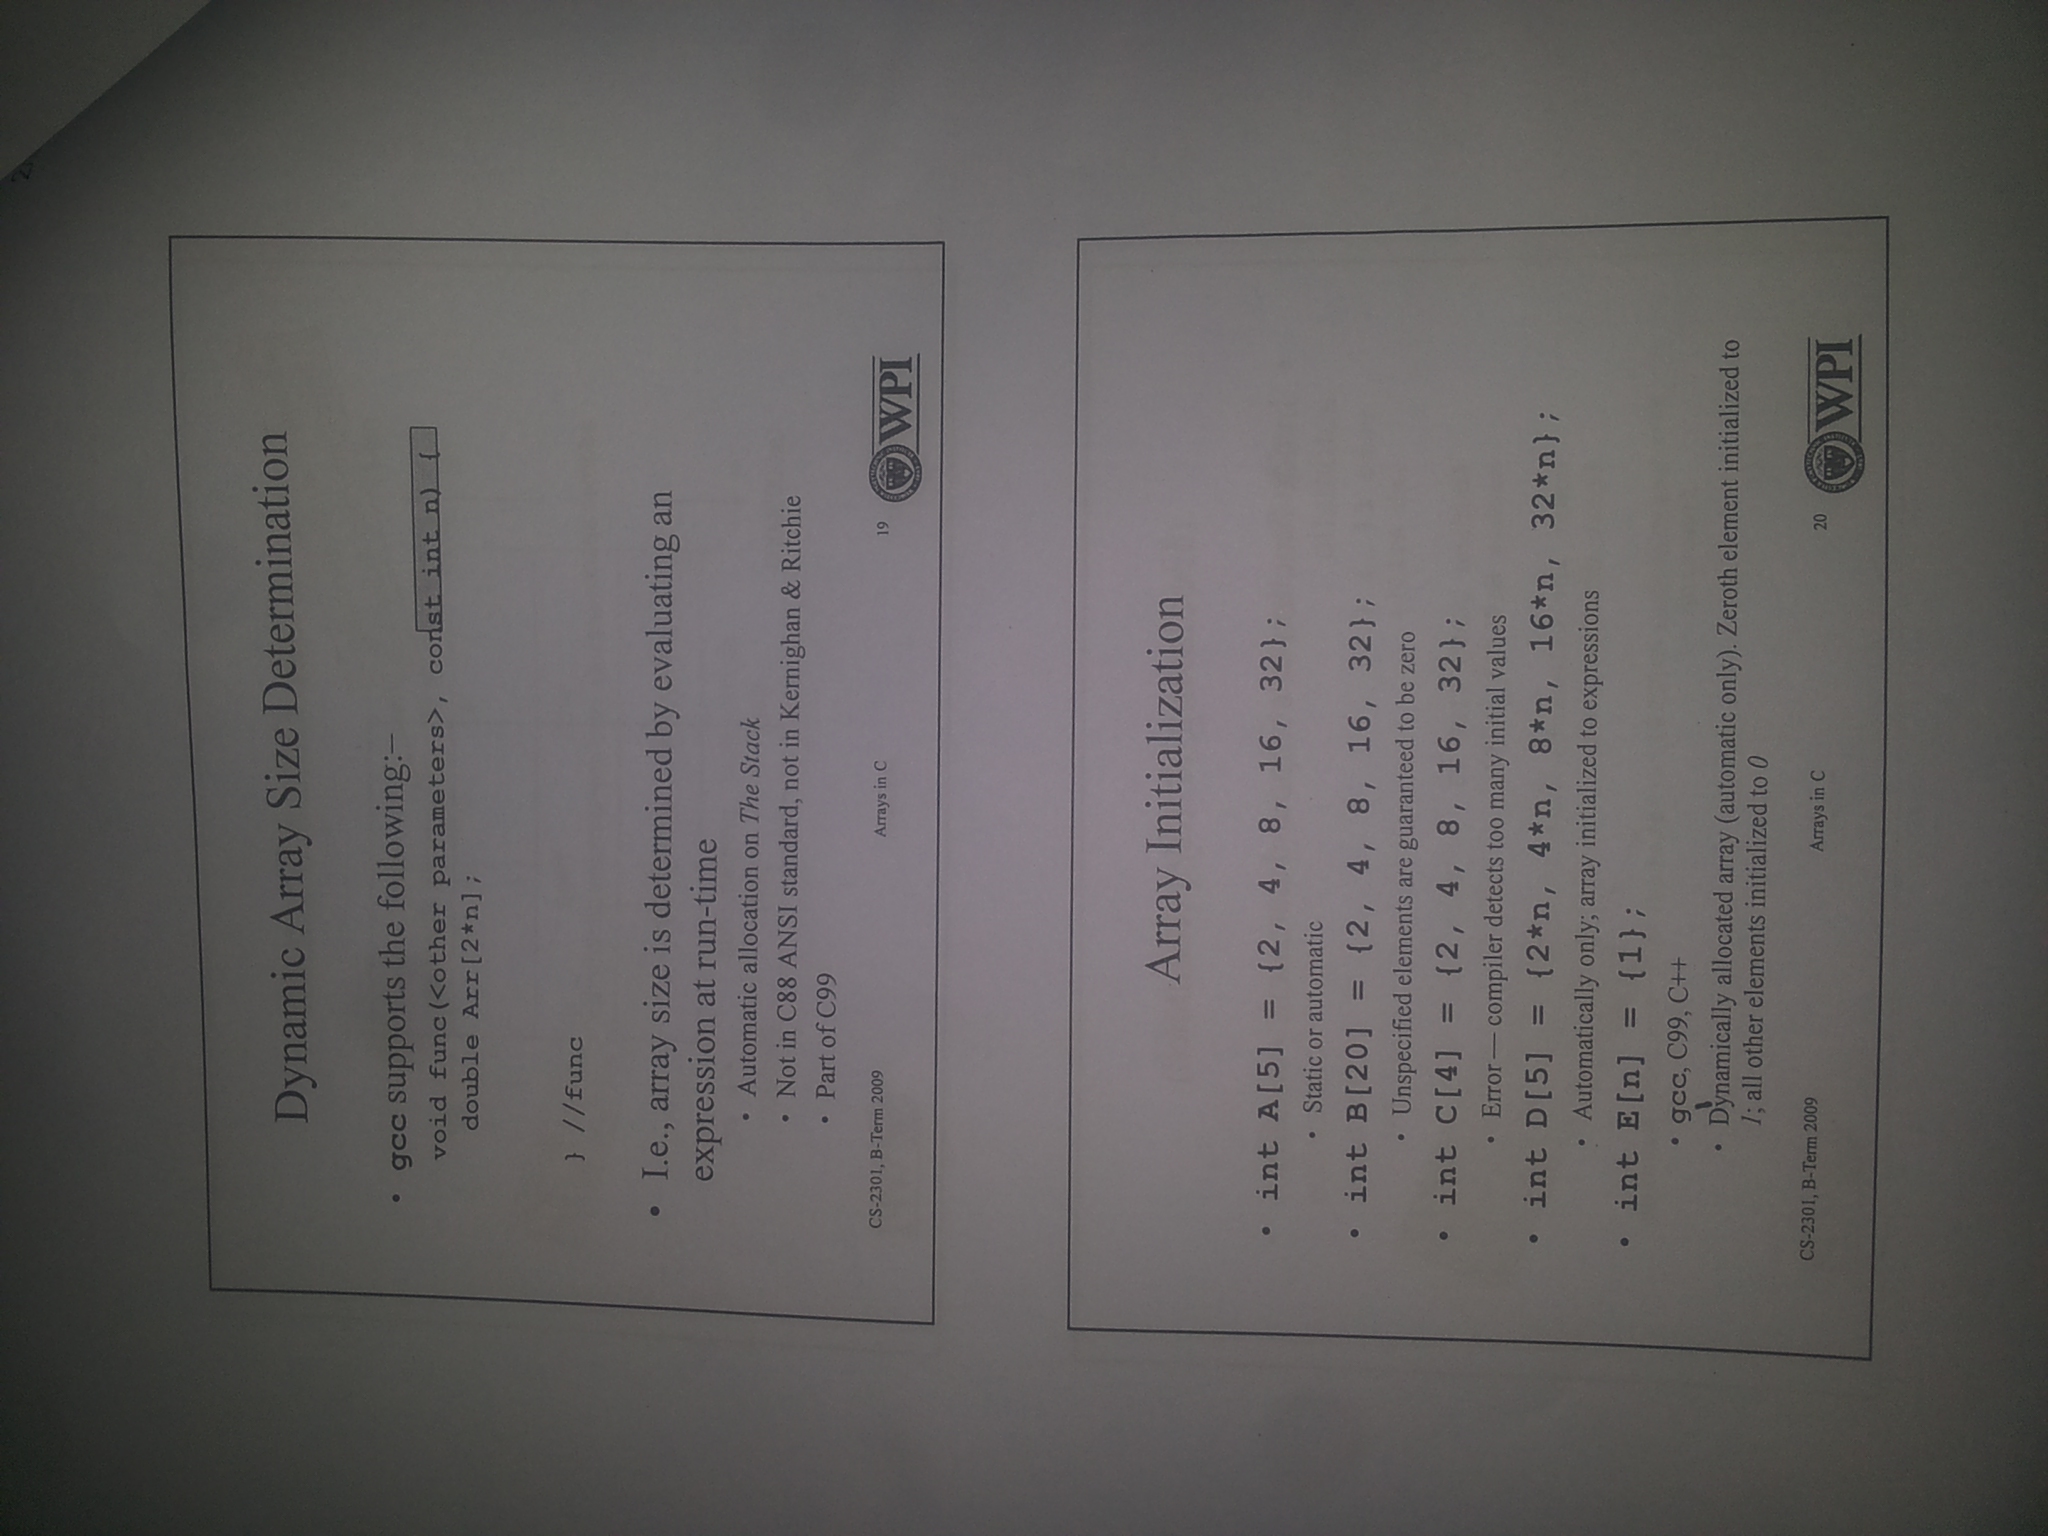 Dynamic Array Size Determination
• gcc supports the following:–
void func(<other parameters>, const int n) {
double Arr[2*n];
} //func
• I.e., array size is determined by evaluating an
expression at run-time
• Automatic allocation on The Stack
• Not in C88 ANSI standard, not in Kernighan & Ritchie
• Part of C99
CS-2301, B-Term 2009
Arrays in C
19
WPI
Array Initialization
• int A[5] = {2, 4, 8, 16, 32};
• Static or automatic
• int B[20] = {2, 4, 8, 16, 32};
• Unspecified elements are guaranteed to be zero
• int C[4] = {2, 4, 8, 16, 32};
• Error — compiler detects too many initial values
• int D[5] = {2*n, 4*n, 8*n, 16*n, 32*n};
• Automatically only; array initialized to expressions
• int E[n] = {1};
• gcc, C99, C++
• Dynamically allocated array (automatic only). Zeroth element initialized to
1; all other elements initialized to 0
CS-2301, B-Term 2009
Arrays in C
20
WPI